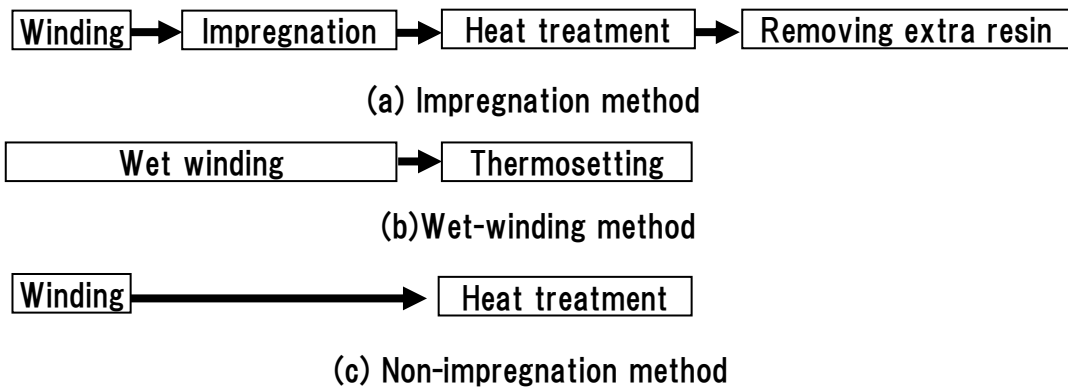 Winding Impregnation Heat treatment Removing extra resin
(a) Impregnation method
Wet winding Thermosetting
(b)Wet-winding method
Winding Heat treatment
(c) Non-impregnation method